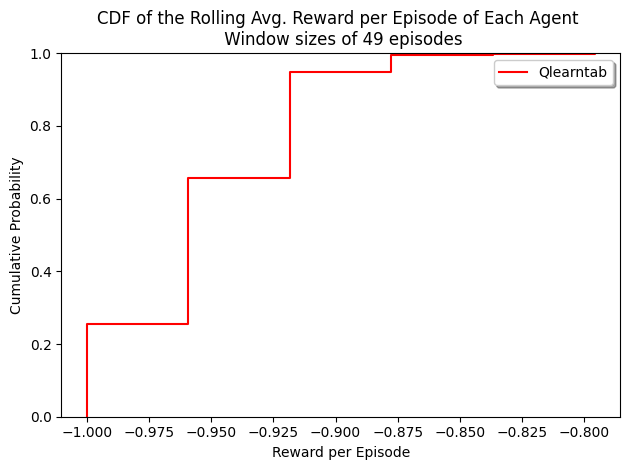 CDF of the Rolling Avg. Reward per Episode of Each Agent
Window sizes of 49 episodes
Qlearntab
Cumulative Probability
1.0
0.8
0.6
0.4
0.2
0.0
−1.000 −0.975 −0.950 −0.925 −0.900 −0.875 −0.850 −0.825 −0.800
Reward per Episode